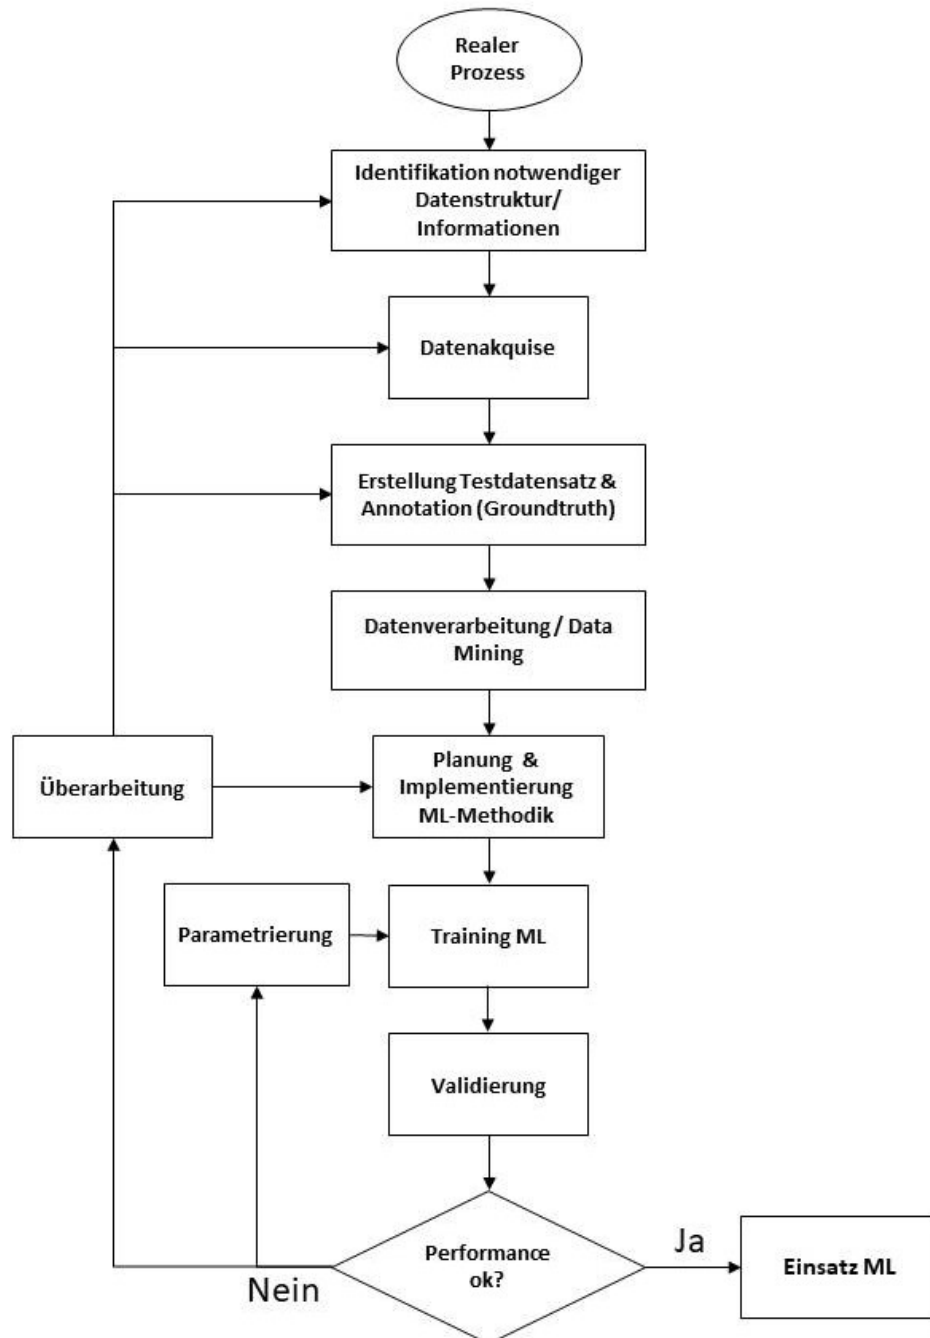 Realer
Prozess
Identifikation notwendiger
Datenstruktur/
Informationen
Datenakquise
Erstellung Testdatensatz &
Annotation (Groundtruth)
Datenverarbeitung / Data
Mining
Überarbeitung
Planung &
Implementierung
ML-Methodik
Parametrierung
Training ML
Validierung
Performance
ok?
Ja
Nein
Einsatz ML